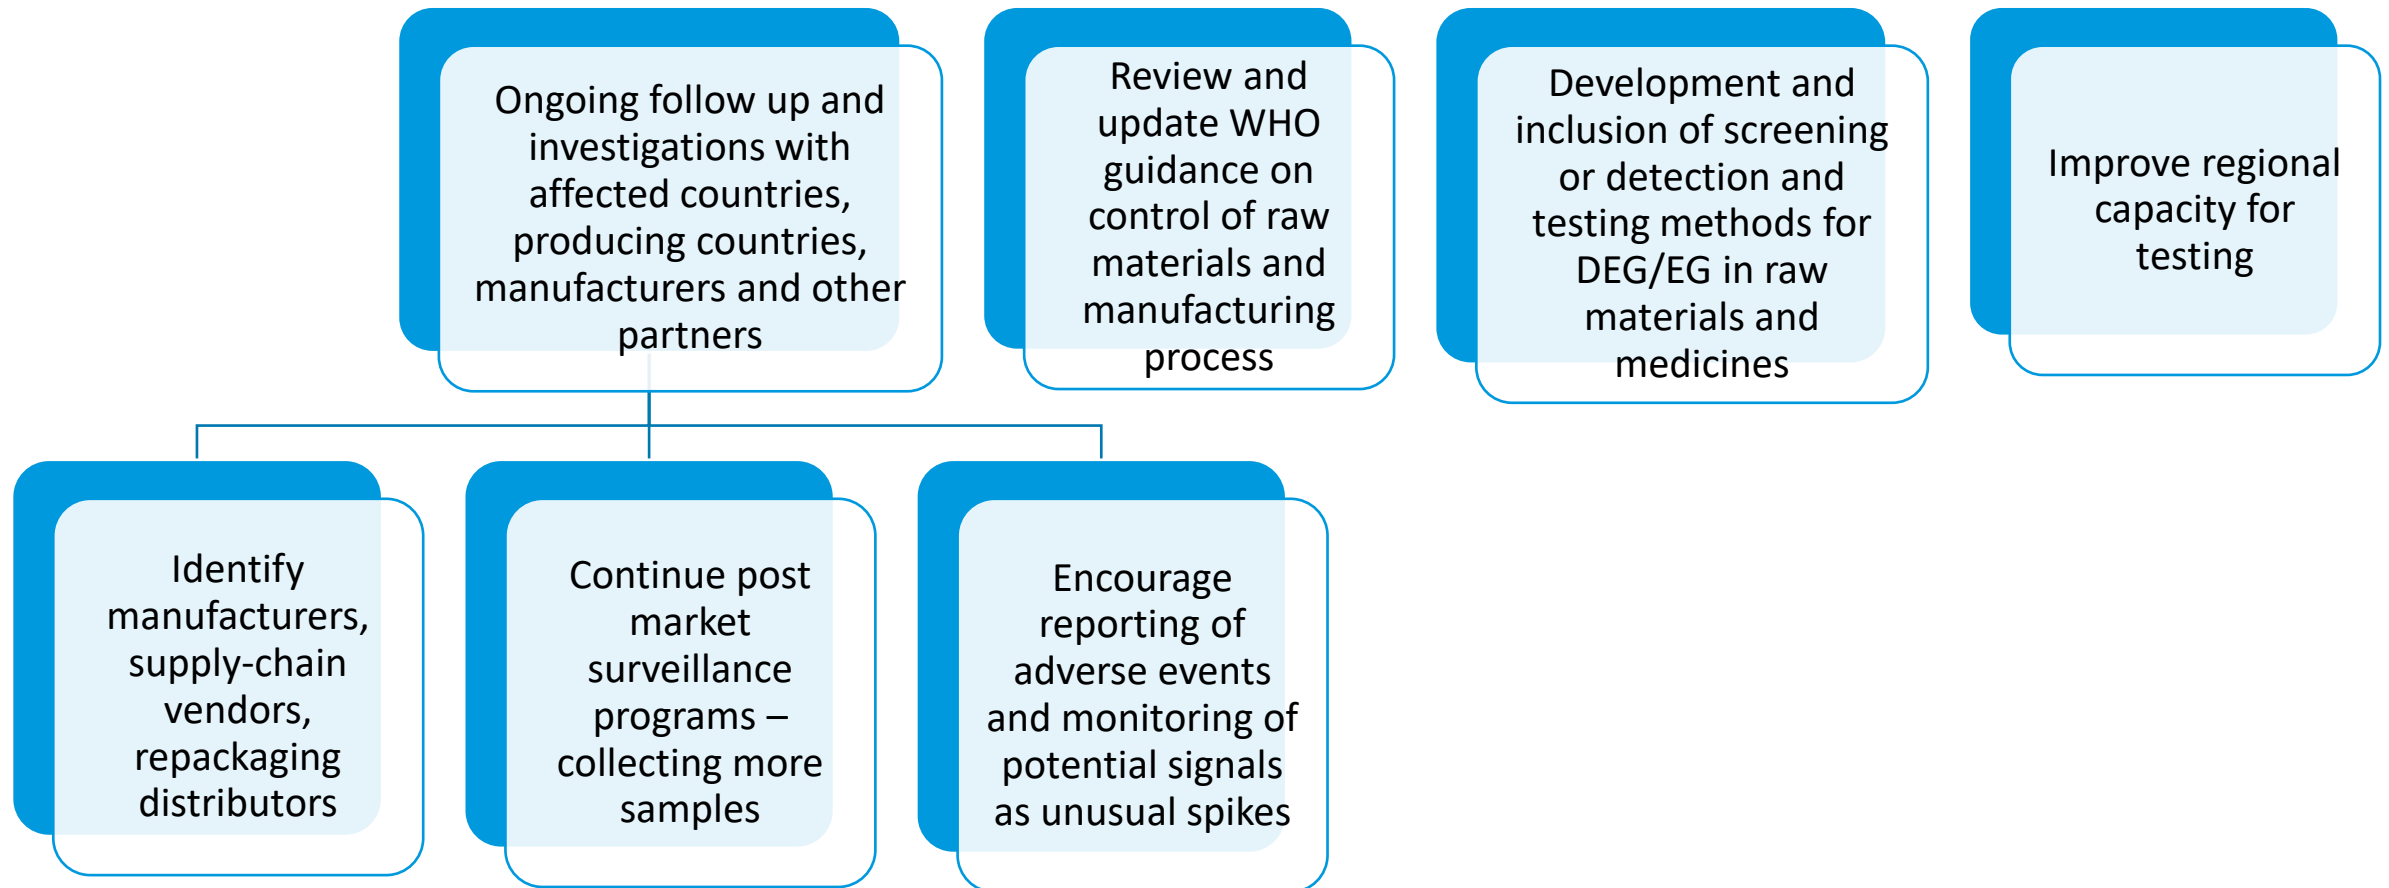 Ongoing follow up and
investigations with
affected countries,
producing countries,
manufacturers and other
partners
Review and
update WHO
guidance on
control of raw
materials and
manufacturing
process
Development and
inclusion of screening
or detection and
testing methods for
DEG/EG in raw
materials and
medicines
Improve regional
capacity for
testing
Identify
manufacturers,
supply-chain
vendors,
repackaging
distributors
Continue post
market
surveillance
programs –
collecting more
samples
Encourage
reporting of
adverse events
and monitoring of
potential signals
as unusual spikes